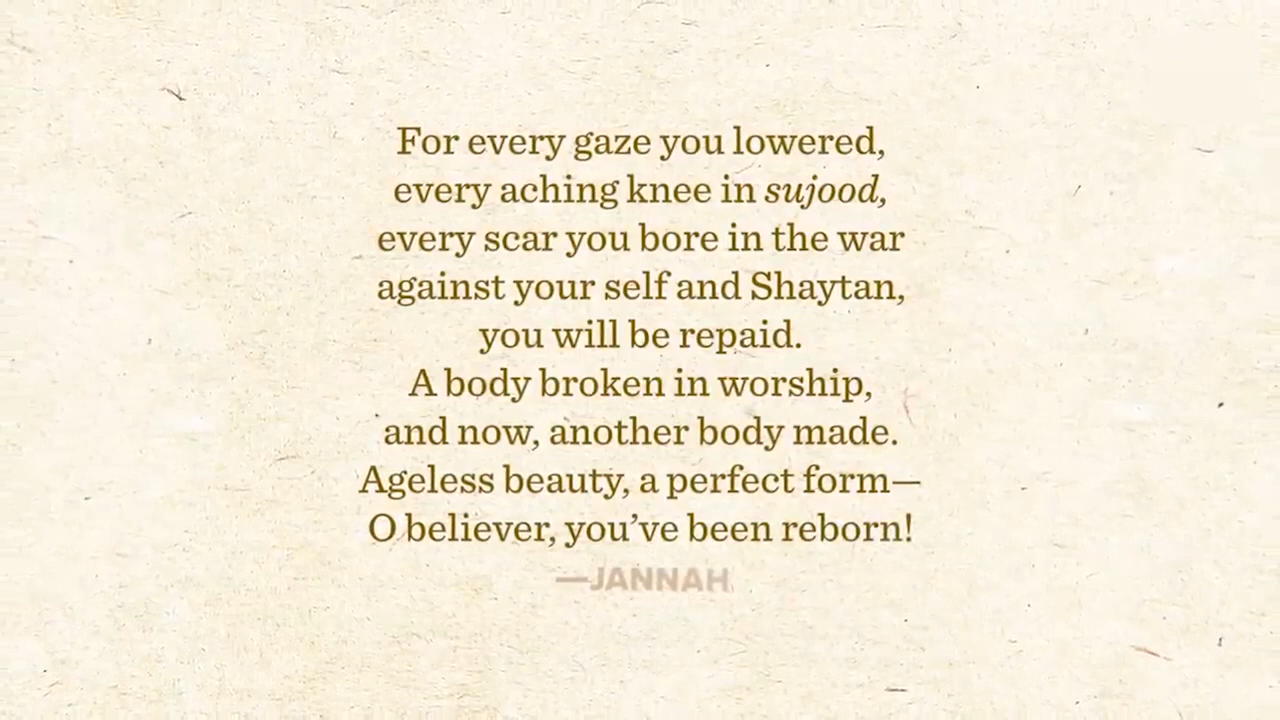 For every gaze you lowered,
every aching knee in sujood,
every scar you bore in the war
against your self and Shaytan,
you will be repaid.
A body broken in worship,
and now, another body made.
Ageless beauty, a perfect form—
O believer, you’ve been reborn!
—JANNAH